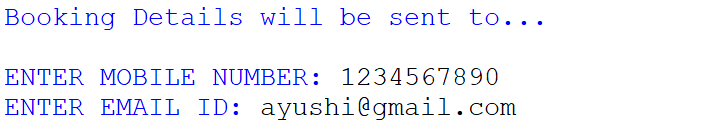 Booking Details will be sent to...
ENTER MOBILE NUMBER: 1234567890
ENTER EMAIL ID: ayushi@gmail.com